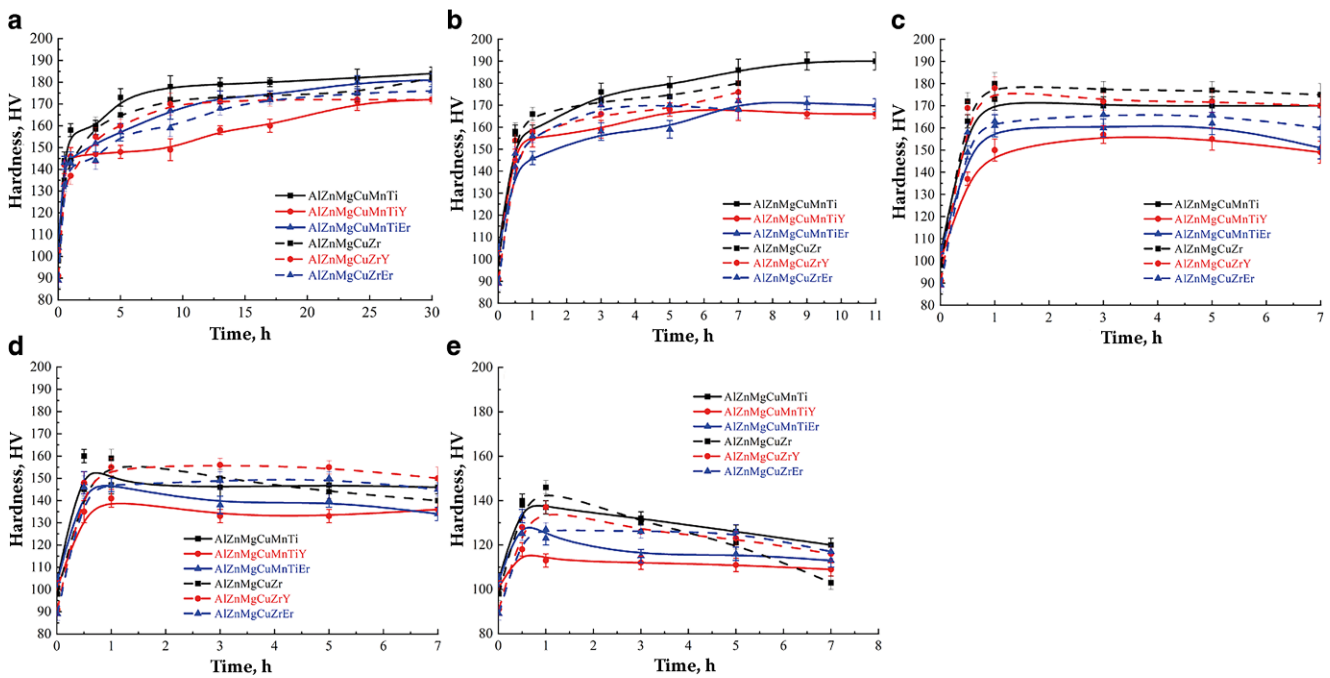 a
200
190
180
170
160
150
140
130
120
110
100
90
80
Hardness, HV
0
5
10
15
20
25
30
Time, h
AlZnMgCuMnTi
AlZnMgCuMnTiY
AlZnMgCuMnTiEr
AlZnMgCuZr
AlZnMgCuZrY
AlZnMgCuZrEr
b
200
190
180
170
160
150
140
130
120
110
100
90
80
Hardness, HV
0
1
2
3
4
5
6
7
8
9
10
11
Time, h
AlZnMgCuMnTi
AlZnMgCuMnTiY
AlZnMgCuMnTiEr
AlZnMgCuZr
AlZnMgCuZrY
AlZnMgCuZrEr
c
200
190
180
170
160
150
140
130
120
110
100
90
80
Hardness, HV
0
1
2
3
4
5
6
7
Time, h
AlZnMgCuMnTi
AlZnMgCuMnTiY
AlZnMgCuMnTiEr
AlZnMgCuZr
AlZnMgCuZrY
AlZnMgCuZrEr
d
200
190
180
170
160
150
140
130
120
110
100
90
80
Hardness, HV
0
1
2
3
4
5
6
7
Time, h
AlZnMgCuMnTi
AlZnMgCuMnTiY
AlZnMgCuMnTiEr
AlZnMgCuZr
AlZnMgCuZrY
AlZnMgCuZrEr
e
200
190
180
170
160
150
140
130
120
110
100
90
80
Hardness, HV
0
1
2
3
4
5
6
7
8
Time, h
AlZnMgCuMnTi
AlZnMgCuMnTiY
AlZnMgCuMnTiEr
AlZnMgCuZr
AlZnMgCuZrY
AlZnMgCuZrEr